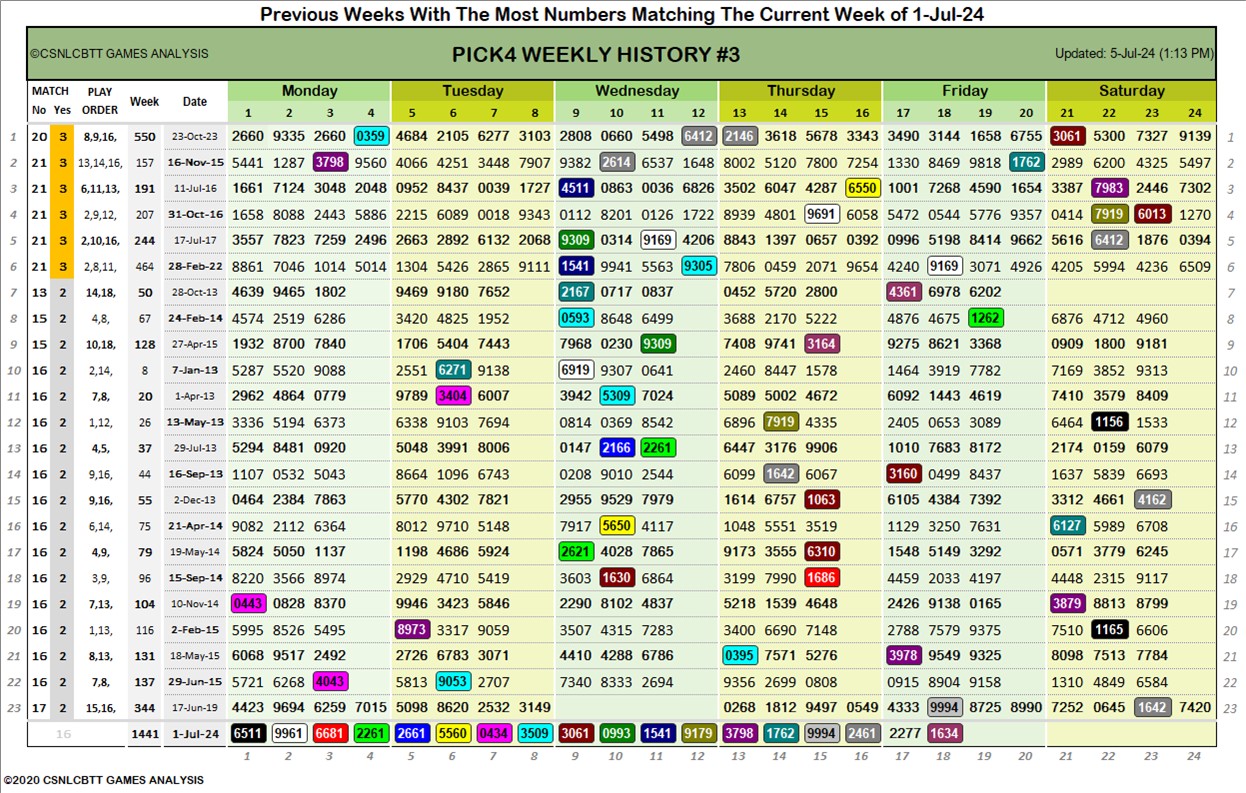 Previous Weeks With The Most Numbers Matching The Current Week of 1-Jul-24
©CSNLCBTT GAMES ANALYSIS PICK4 WEEKLY HISTORY #3 Updated: 5-Jul-24 (1:13 PM)
MATCH PLAY Week Date Monday Tuesday Wednesday Thursday Friday Saturday
No Yes ORDER 1 2 3 4 5 6 7 8 9 10 11 12 13 14 15 16 17 18 19 20 21 22 23 24
1 20 3 8,9,16, 550 23-Oct-23 2660 9335 2660 0359 4684 2105 6277 3103 2808 0660 5498 6412 2146 3618 5678 3343 3490 3144 1658 6755 3061 5300 7327 9139 1
2 21 3 13,14,16, 157 16-Nov-15 5441 1287 3798 9560 4066 4251 3448 7907 9382 2614 6537 1648 8002 5120 7800 7254 1330 8469 9818 1762 2989 6200 4325 5497 2
3 21 3 6,11,13, 191 11-Jul-16 1661 7124 3048 2048 0952 8437 0039 1727 4511 0863 0036 6826 3502 6047 4287 6550 1001 7268 4590 1654 3387 7983 2446 7302 3
4 21 3 2,9,12, 207 31-Oct-16 1658 8088 2443 5886 2215 6089 0018 9343 0112 8201 0126 1722 8939 4801 9691 6058 5472 0544 5776 9357 0414 7919 6013 1270 4
5 21 3 2,10,16, 244 17-Jul-17 3557 7823 7259 2496 2663 2892 6132 2068 9309 0314 9169 4206 8843 1397 0657 0392 0996 5198 8414 9662 5616 6412 1876 0394 5
6 21 3 2,8,11, 464 28-Feb-22 8861 7046 1014 5014 1304 5426 2865 9111 1541 9941 5563 9305 7806 0459 2071 9654 4240 9169 3071 4926 4205 5994 4236 6509 6
7 13 2 14,18, 50 28-Oct-13 4639 9465 1802 9469 9180 7652 2167 0717 0837 0452 5720 2800 4361 6978 6202 7
8 15 2 4,8, 67 24-Feb-14 4574 2519 6286 3420 4825 1952 0593 8648 6499 3688 2170 5222 4876 4675 1262 6876 4712 4960 8
9 15 2 10,18, 128 27-Apr-15 1932 8700 7840 1706 5404 7443 7968 0230 9309 7408 9741 3164 9275 8621 3368 0909 1800 9181 9
10 16 2 2,14, 8 7-Jan-13 5287 5520 9088 2551 6271 9138 6919 9307 0641 2460 8447 1578 1464 3919 7782 7169 3852 9313 10
11 16 2 7,8, 20 1-Apr-13 2962 4864 0779 9789 3404 6007 3942 5309 7024 5089 5002 4672 6092 1443 4619 7410 3579 8409 11
12 16 2 1,12, 26 13-May-13 3336 5194 6373 6338 9103 7694 0814 0369 8542 6896 7919 4335 2405 0653 3089 6464 1156 1533 12
13 16 2 4,5, 37 29-Jul-13 5294 8481 0920 5048 3991 8006 0147 2166 2261 6447 3176 9906 1010 7683 8172 2174 0159 6079 13
14 16 2 9,16, 44 16-Sep-13 1107 0532 5043 8664 1096 6743 0208 9010 2544 6099 1642 6067 3160 0499 8437 1637 5839 6693 14
15 16 2 9,16, 55 2-Dec-13 0464 2384 7863 5770 4302 7821 2955 9529 7979 1614 6757 1063 6105 4384 7392 3312 4661 4162 15
16 16 2 6,14, 75 21-Apr-14 9082 2112 6364 8012 9710 5148 7917 5650 4117 1048 5551 3519 1129 3250 7631 6127 5989 6708 16
17 16 2 4,9, 79 19-May-14 5824 5050 1137 1198 4686 5924 2621 4028 7865 9173 3555 6310 1548 5149 3292 0571 3779 6245 17
18 16 2 3,9, 96 15-Sep-14 8220 3566 8974 2929 4710 5419 3603 1630 6864 3199 7990 1686 4459 2033 4197 4448 2315 9117 18
19 16 2 7,13, 104 10-Nov-14 0443 0828 8370 9946 3423 5846 2290 8102 4837 5218 1539 4648 2426 9138 0165 3879 8813 8799 19
20 16 2 1,13, 116 2-Feb-15 5995 8526 5495 8973 3317 9059 3507 4315 7283 3400 6690 7148 2788 7579 9375 7510 1165 6606 20
21 16 2 8,13, 131 18-May-15 6068 9517 2492 2726 6783 3071 4410 4288 6786 0395 7571 5276 3978 9549 9325 8098 7513 7784 21
22 16 2 7,8, 137 29-Jun-15 5721 6268 4043 5813 9053 2707 7340 8333 2694 9356 2699 0808 0915 8904 9158 1310 4849 6584 22
23 17 2 15,16, 344 17-Jun-19 4423 9694 6259 7015 5098 8620 2532 3149 0268 1812 9497 0549 4333 9994 8725 8990 7252 0645 1642 7420 23
16 1441 1-Jul-24 6511 9961 6681 2261 2661 5560 0434 3509 3061 0993 1541 9179 3798 1762 9994 2461 2277 1634
1 2 3 4 5 6 7 8 9 10 11 12 13 14 15 16 17 18 19 20 21 22 23 24
©2020 CSNLCBTT GAMES ANALYSIS